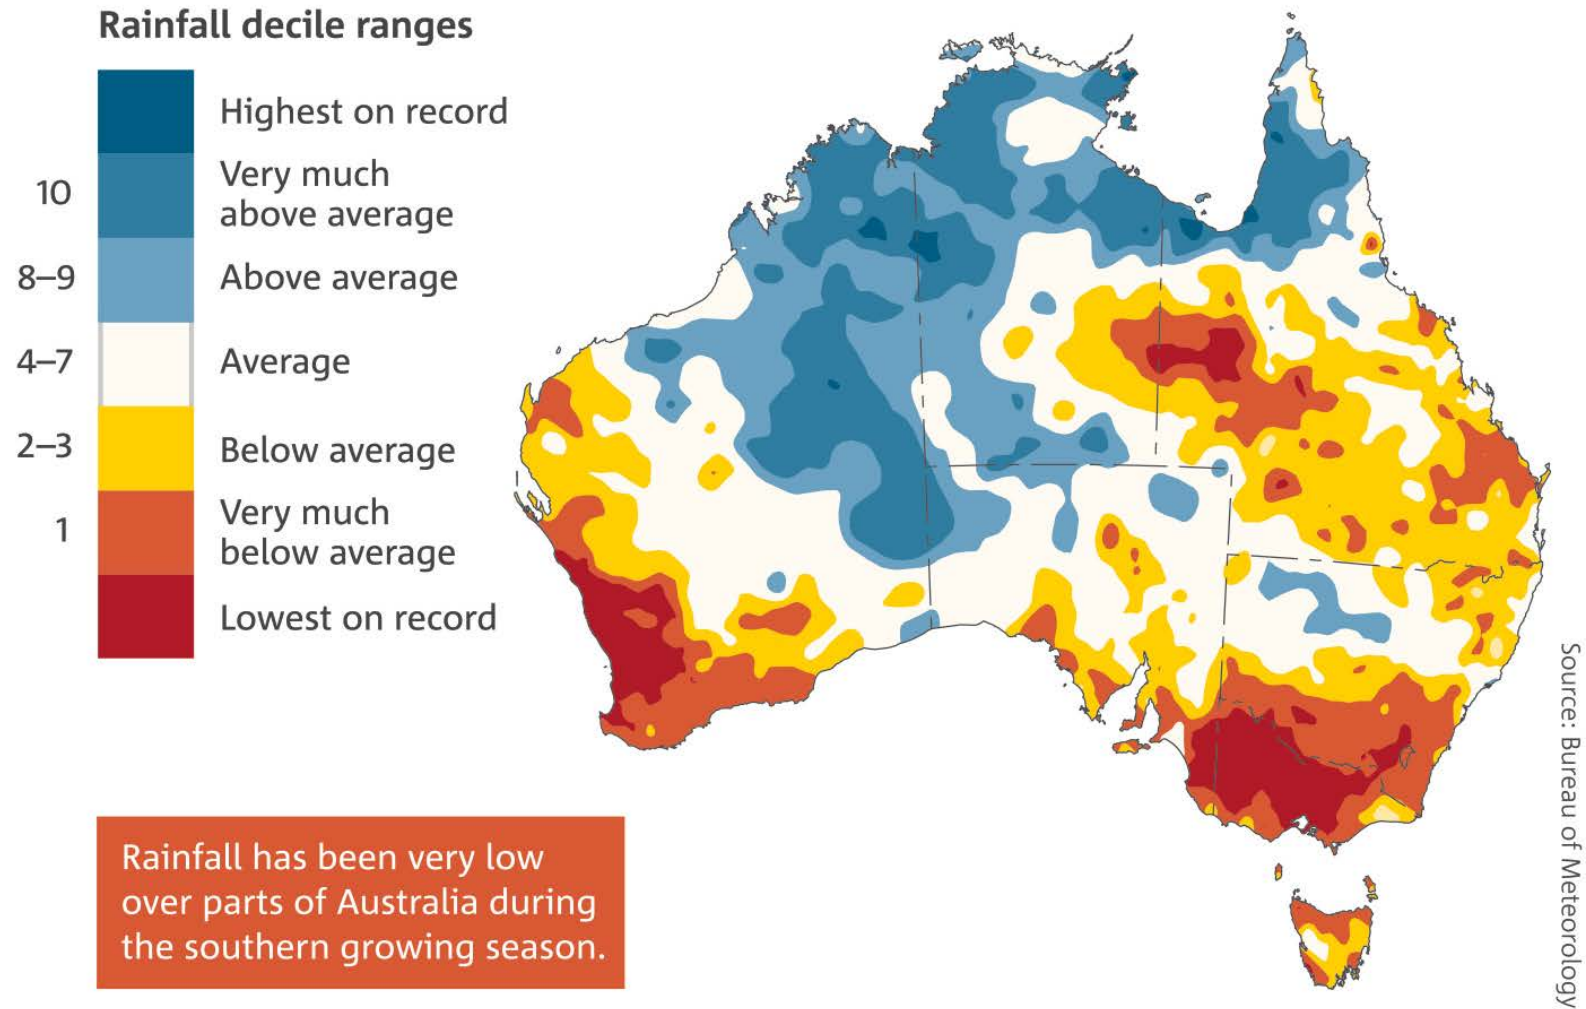 Rainfall decile ranges
Highest on record
10
Very much
above average
8–9
Above average
4–7
Average
2–3
Below average
1
Very much
below average
Lowest on record
Rainfall has been very low
over parts of Australia during
the southern growing season.
Source: Bureau of Meteorology